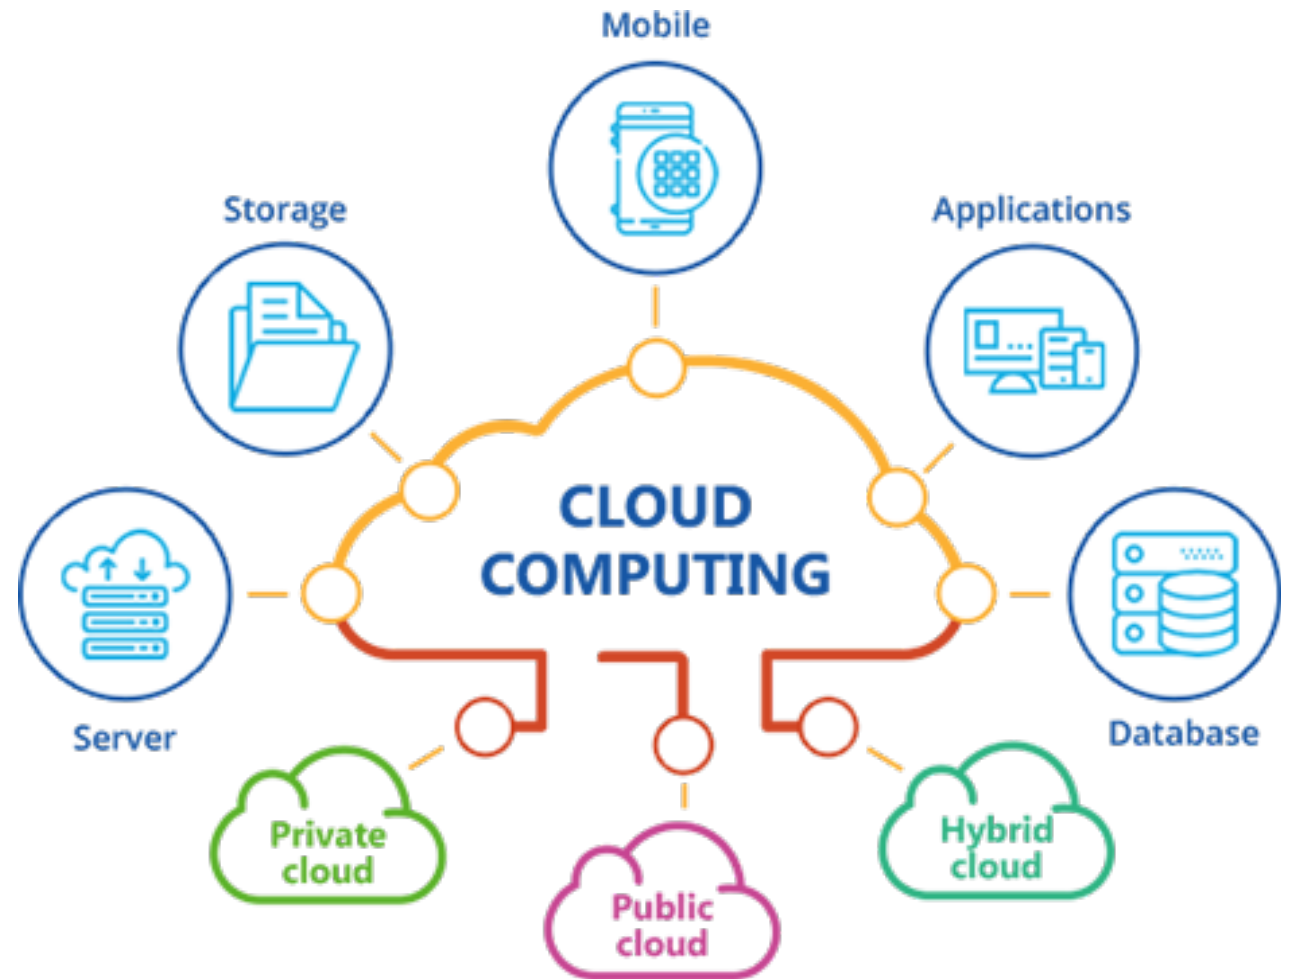 Mobile
Storage
Applications
CLOUD
COMPUTING
Server
Database
Private
cloud
Hybrid
cloud
Public
cloud